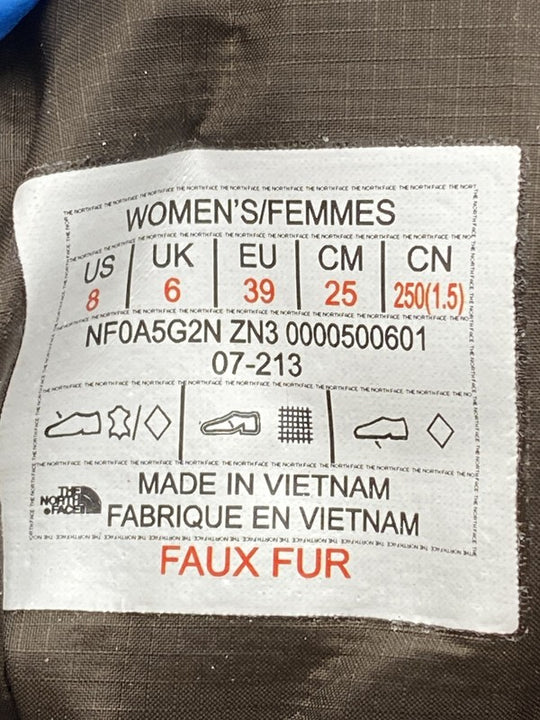 WOMEN'S/FEMMES
US UK EU CM CN
8 6 39 25 250(1.5)
NF0A5G2N ZN3 0000500601
07-213
THE
NORTH
FACE
MADE IN VIETNAM
FABRIQUE EN VIETNAM
FAUX FUR